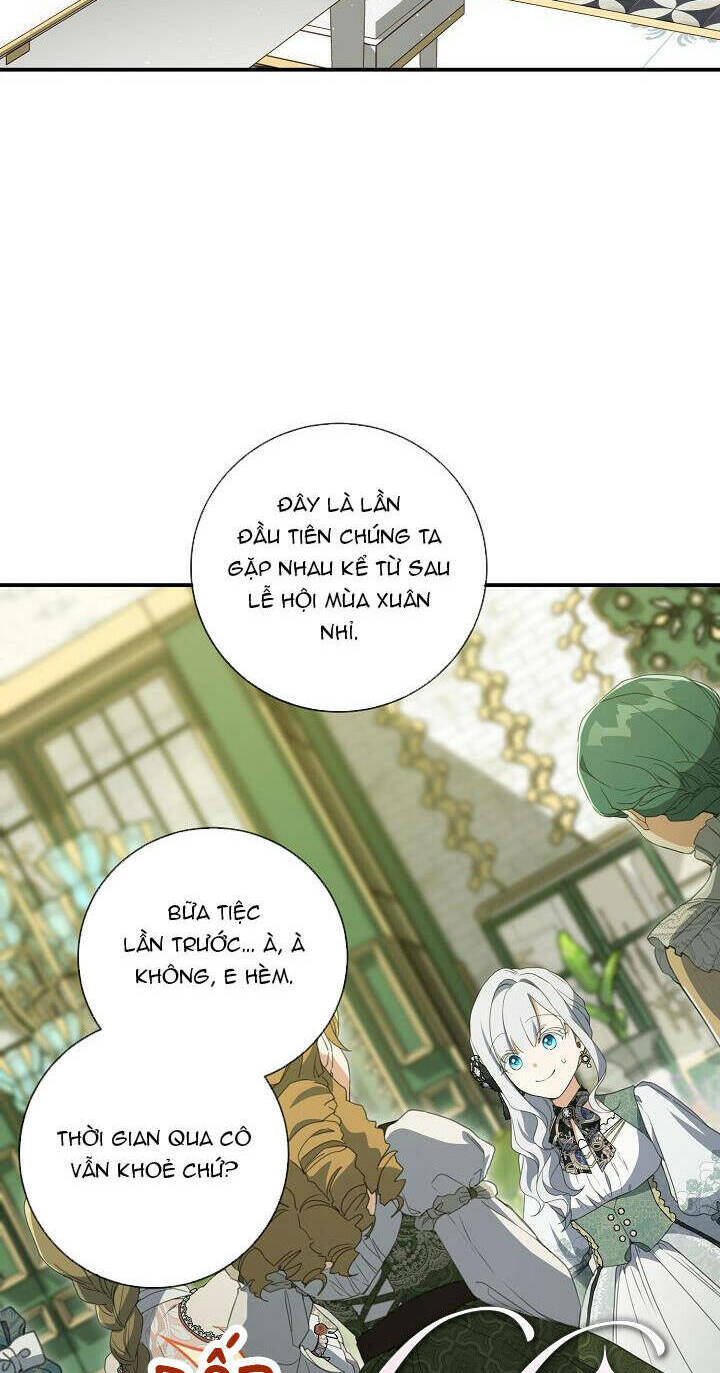 ĐÂY LÀ LẦN
ĐẦU TIÊN CHÚNG TA
GẶP NHAU KỂ TỪ SAU
LỄ HỘI MÙA XUÂN
NHỈ.
BỮA TIỆC
LẦN TRƯỚC... À, À
KHÔNG, E HÈM.
THỜI GIAN QUA CÔ
VẪN KHOẺ CHỨ?